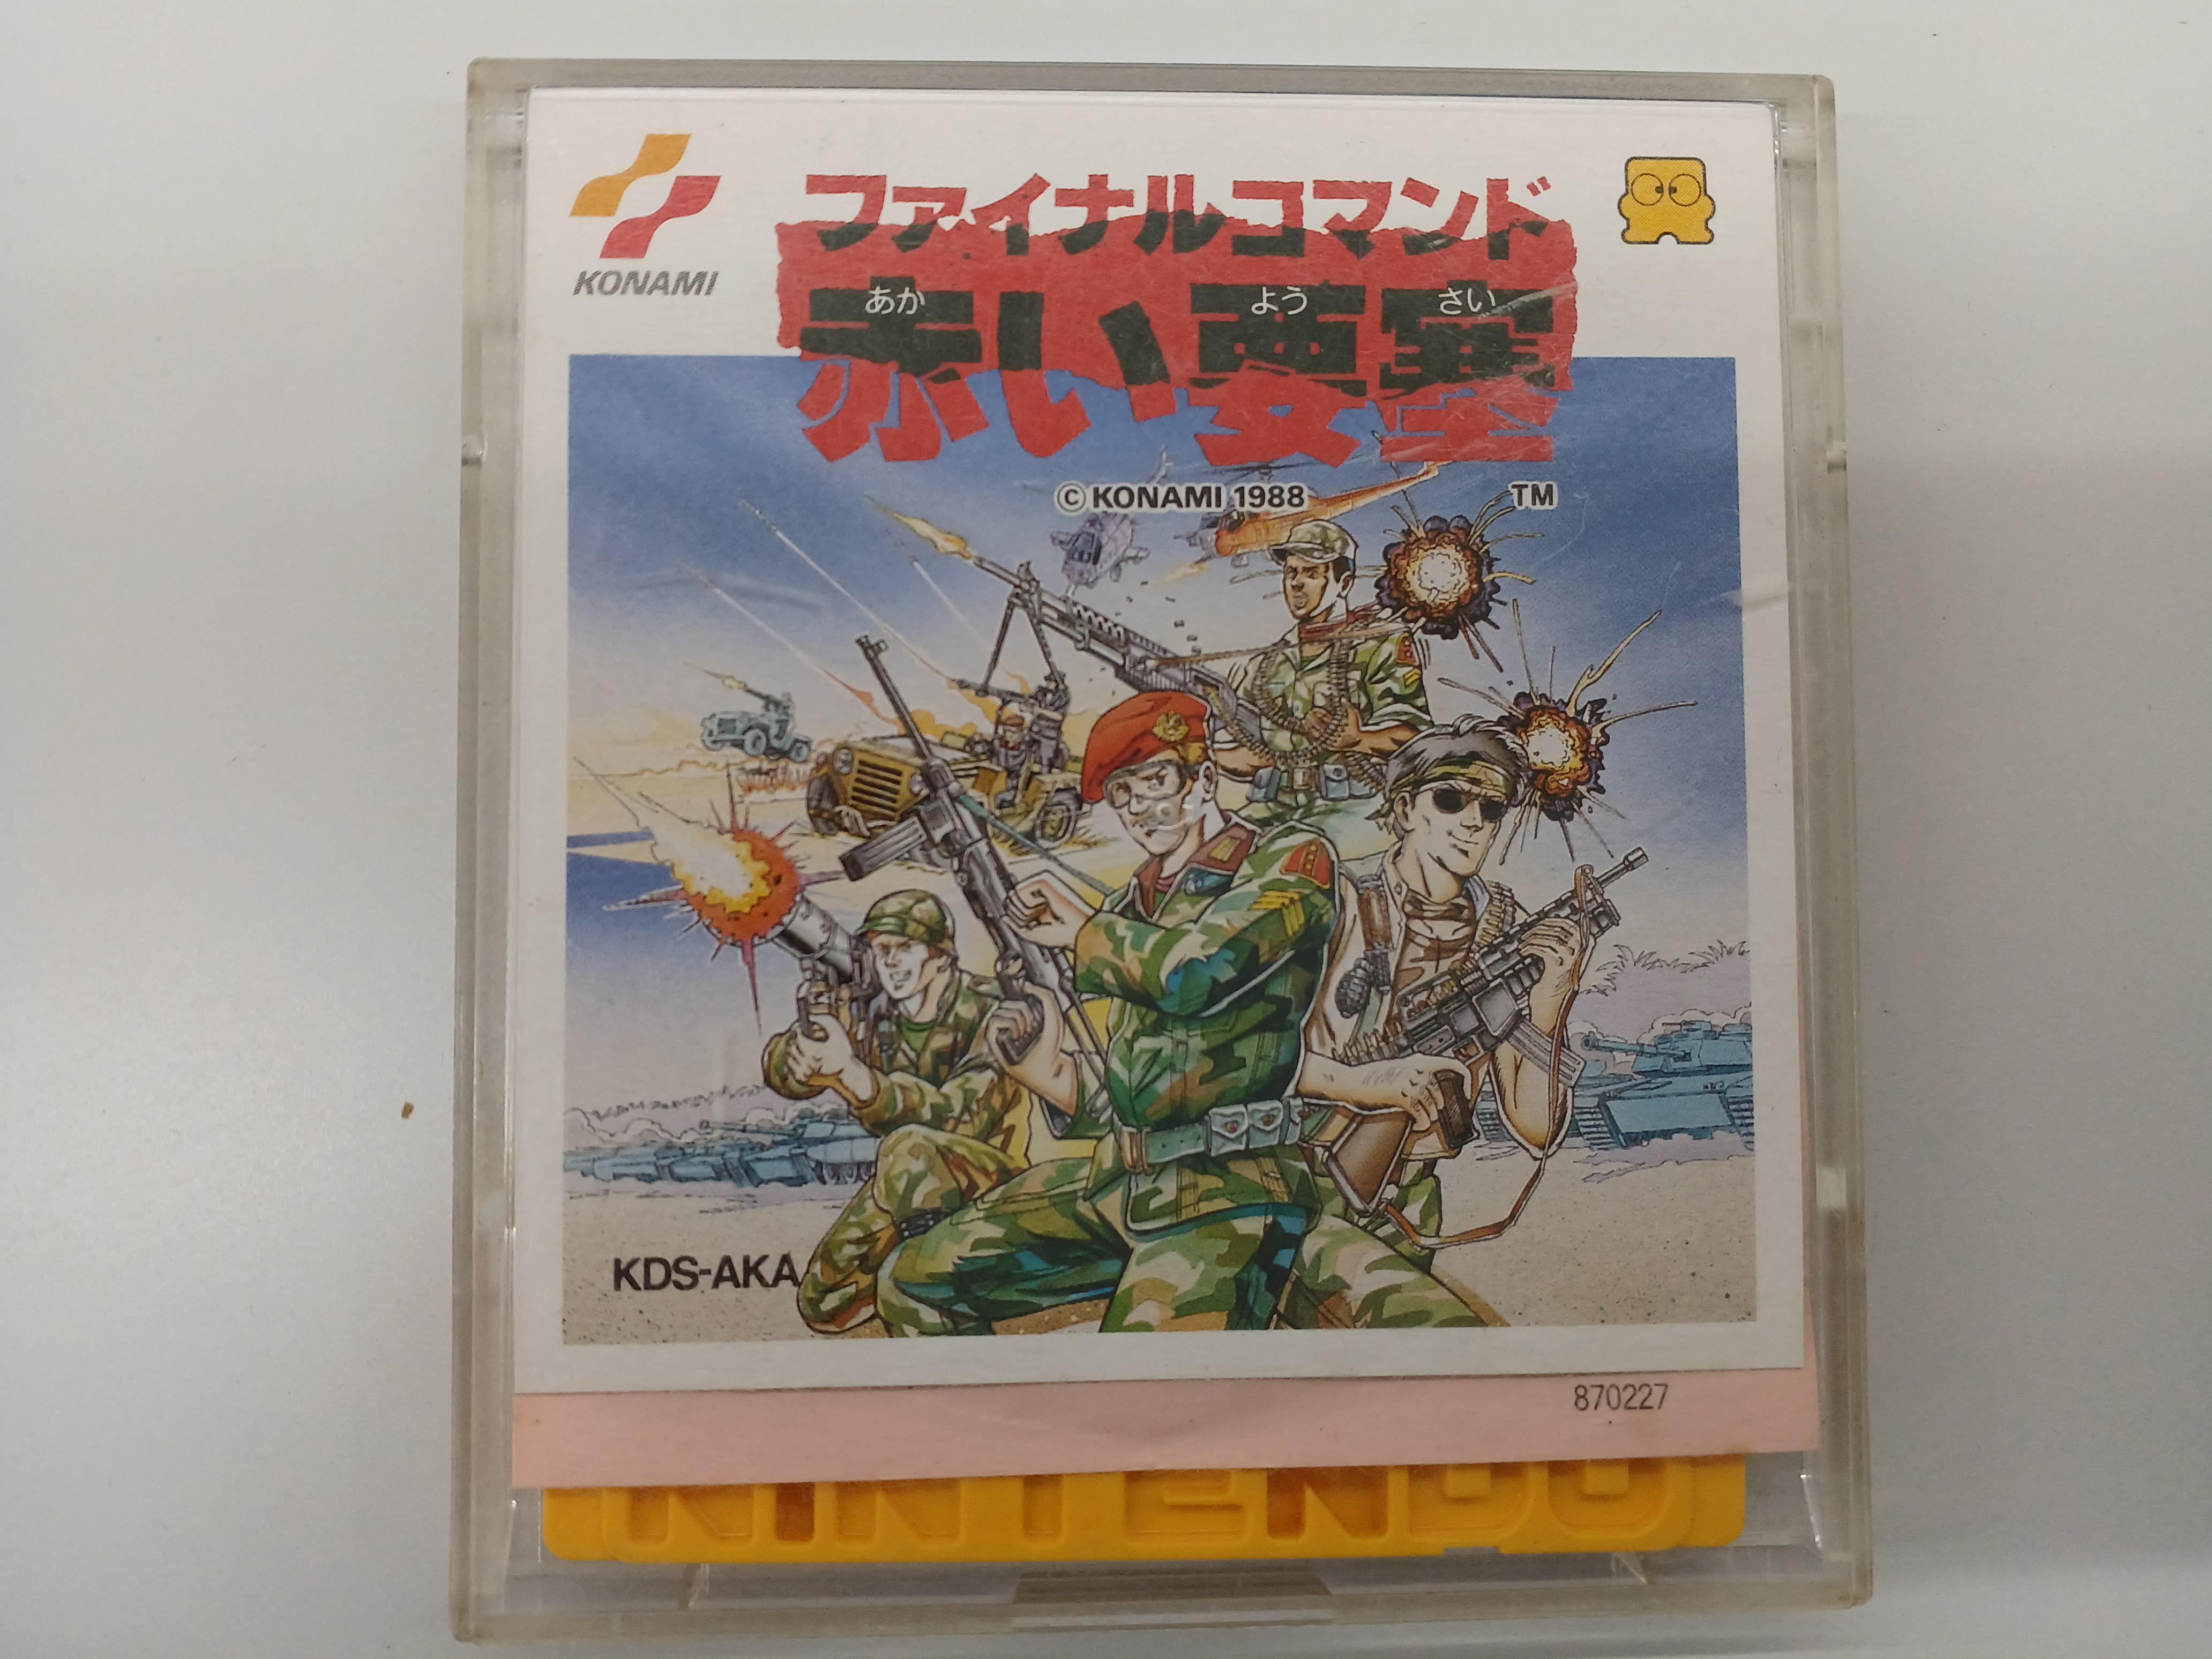 KONAMI
ファイナルコマンド
あか よう さい
赤い要塞
©KONAMI 1988 TM
KDS-AKA
870227
NINTENDO